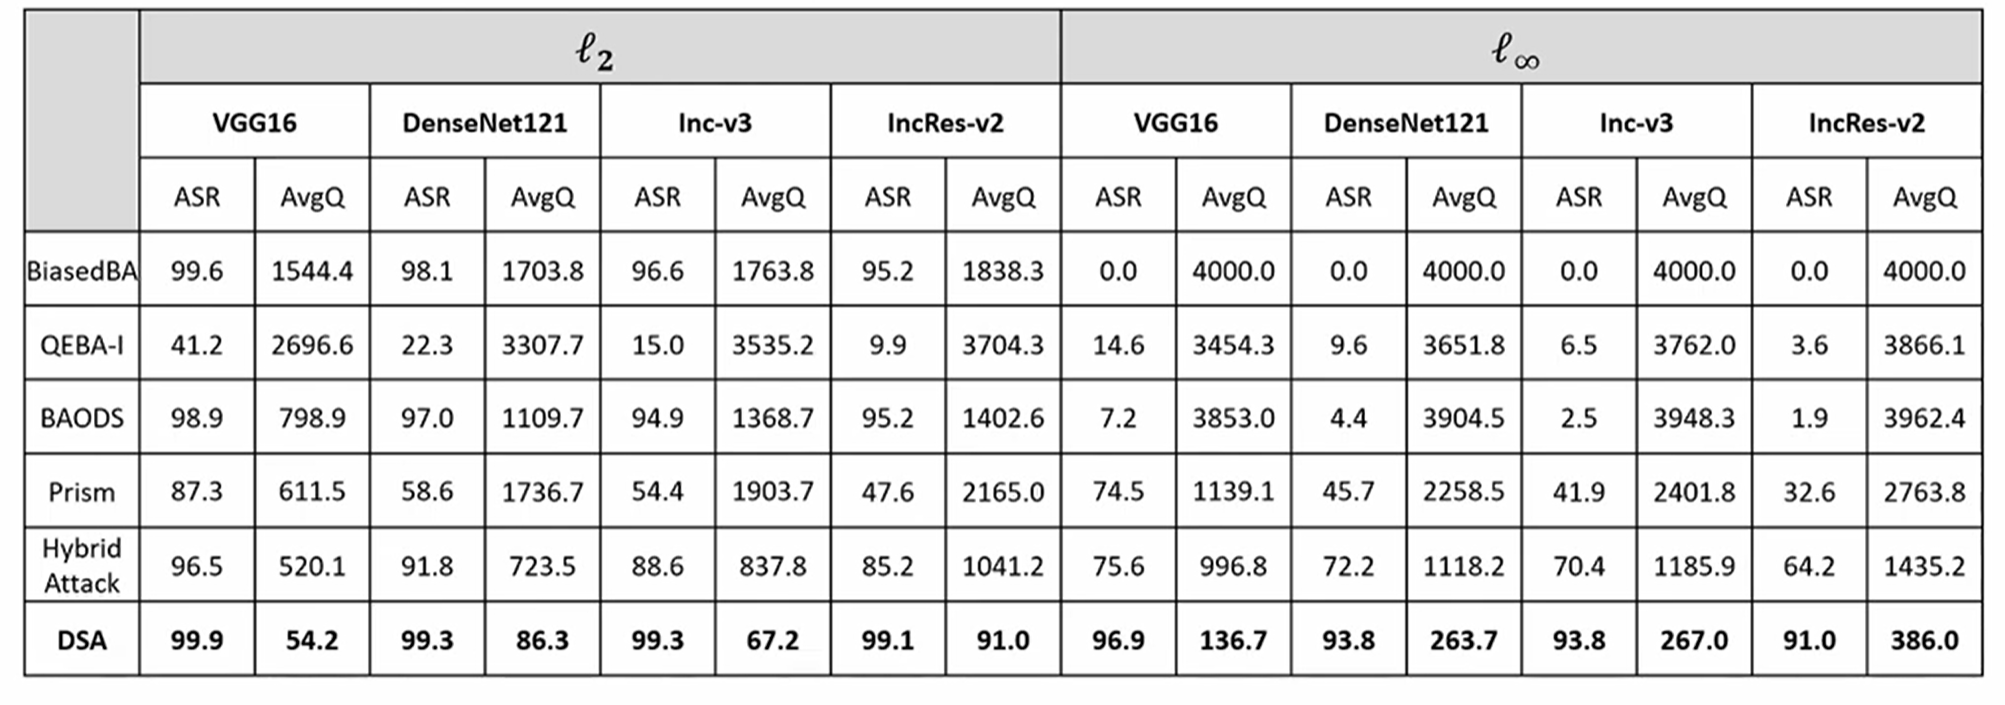 ℓ₂ ℓ∞
VGG16 DenseNet121 Inc-v3 IncRes-v2 VGG16 DenseNet121 Inc-v3 IncRes-v2
ASR AvgQ ASR AvgQ ASR AvgQ ASR AvgQ ASR AvgQ ASR AvgQ ASR AvgQ ASR AvgQ
BiasedBA 99.6 1544.4 98.1 1703.8 96.6 1763.8 95.2 1838.3 0.0 4000.0 0.0 4000.0 0.0 4000.0 0.0 4000.0
QEBA-I 41.2 2696.6 22.3 3307.7 15.0 3535.2 9.9 3704.3 14.6 3454.3 9.6 3651.8 6.5 3762.0 3.6 3866.1
BAODS 98.9 798.9 97.0 1109.7 94.9 1368.7 95.2 1402.6 7.2 3853.0 4.4 3904.5 2.5 3948.3 1.9 3962.4
Prism 87.3 611.5 58.6 1736.7 54.4 1903.7 47.6 2165.0 74.5 1139.1 45.7 2258.5 41.9 2401.8 32.6 2763.8
Hybrid
Attack 96.5 520.1 91.8 723.5 88.6 837.8 85.2 1041.2 75.6 996.8 72.2 1118.2 70.4 1185.9 64.2 1435.2
DSA 99.9 54.2 99.3 86.3 99.3 67.2 99.1 91.0 96.9 136.7 93.8 263.7 93.8 267.0 91.0 386.0